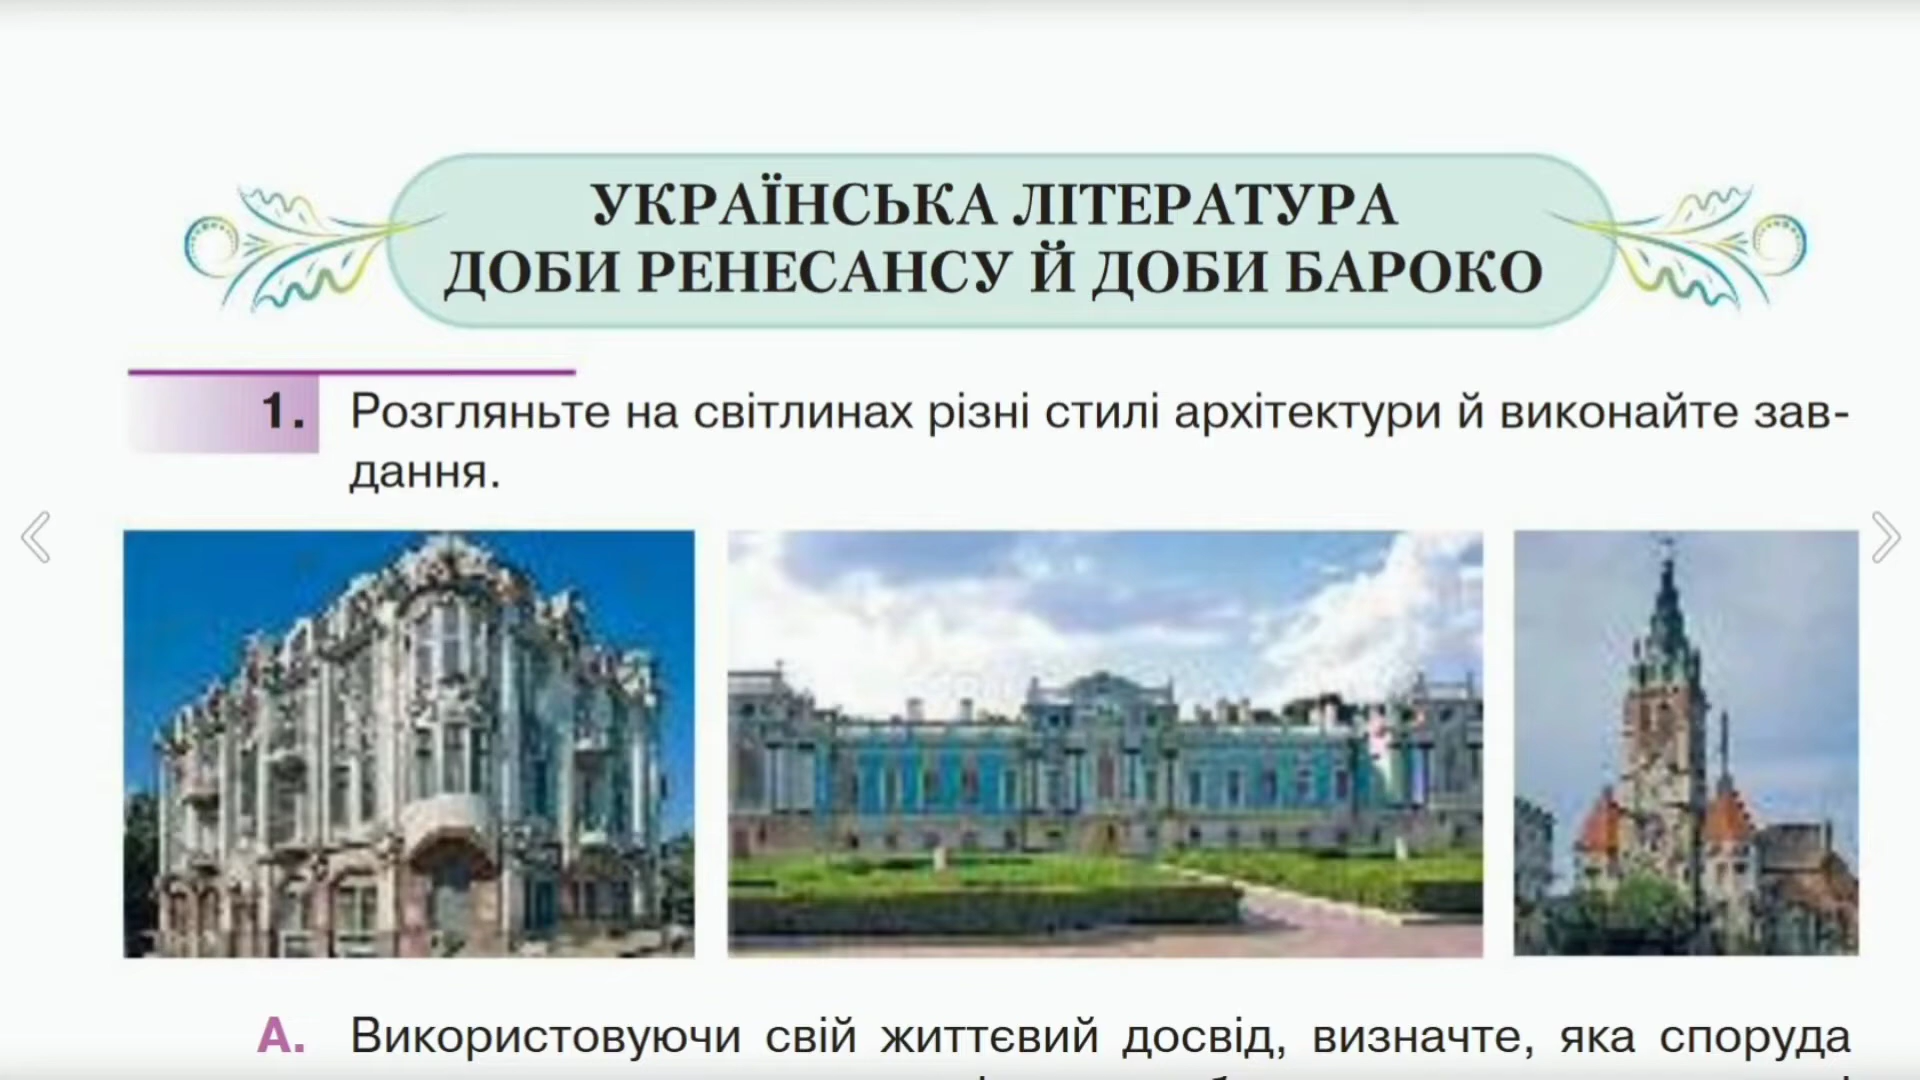 УКРАЇНСЬКА ЛІТЕРАТУРА
ДОБИ РЕНЕСАНСУ Й ДОБИ БАРОКО
1. Розгляньте на світлинах різні стилі архітектури й виконайте зав-
дання.
А. Використовуючи свій життєвий досвід, визначте, яка споруда